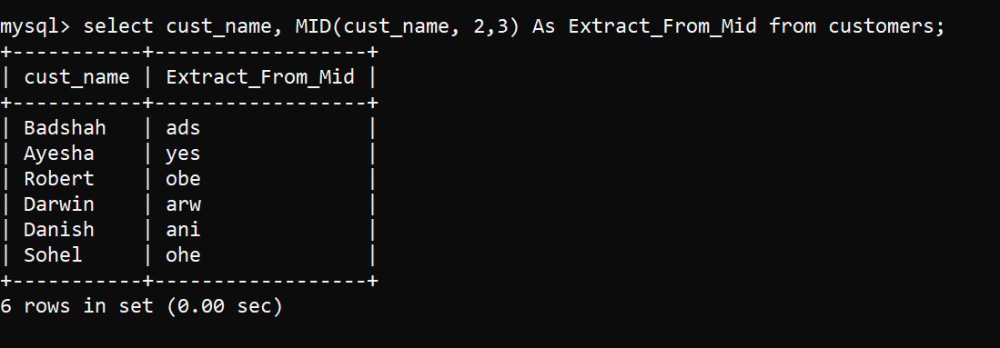 mysql> select cust_name, MID(cust_name, 2,3) As Extract_From_Mid from customers;
+-----------+------------------+
| cust_name | Extract_From_Mid |
+-----------+------------------+
| Badshah   | ads              |
| Ayesha    | yes              |
| Robert    | obe              |
| Darwin    | arw              |
| Danish    | ani              |
| Sohel     | ohe              |
+-----------+------------------+
6 rows in set (0.00 sec)